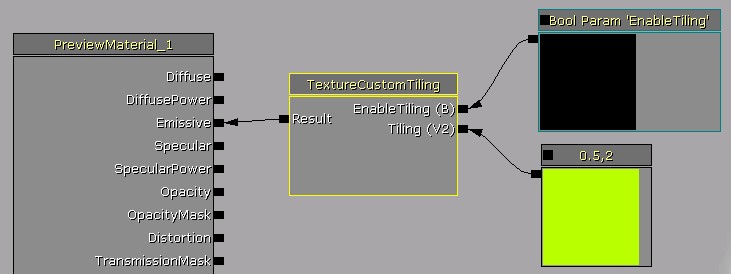 PreviewMaterial_1
Diffuse
DiffusePower
Emissive
Specular
SpecularPower
Opacity
OpacityMask
Distortion
TransmissionMask
TextureCustomTiling
Result
EnableTiling (B)
Tiling (V2)
Bool Param 'EnableTiling'
0.5,2